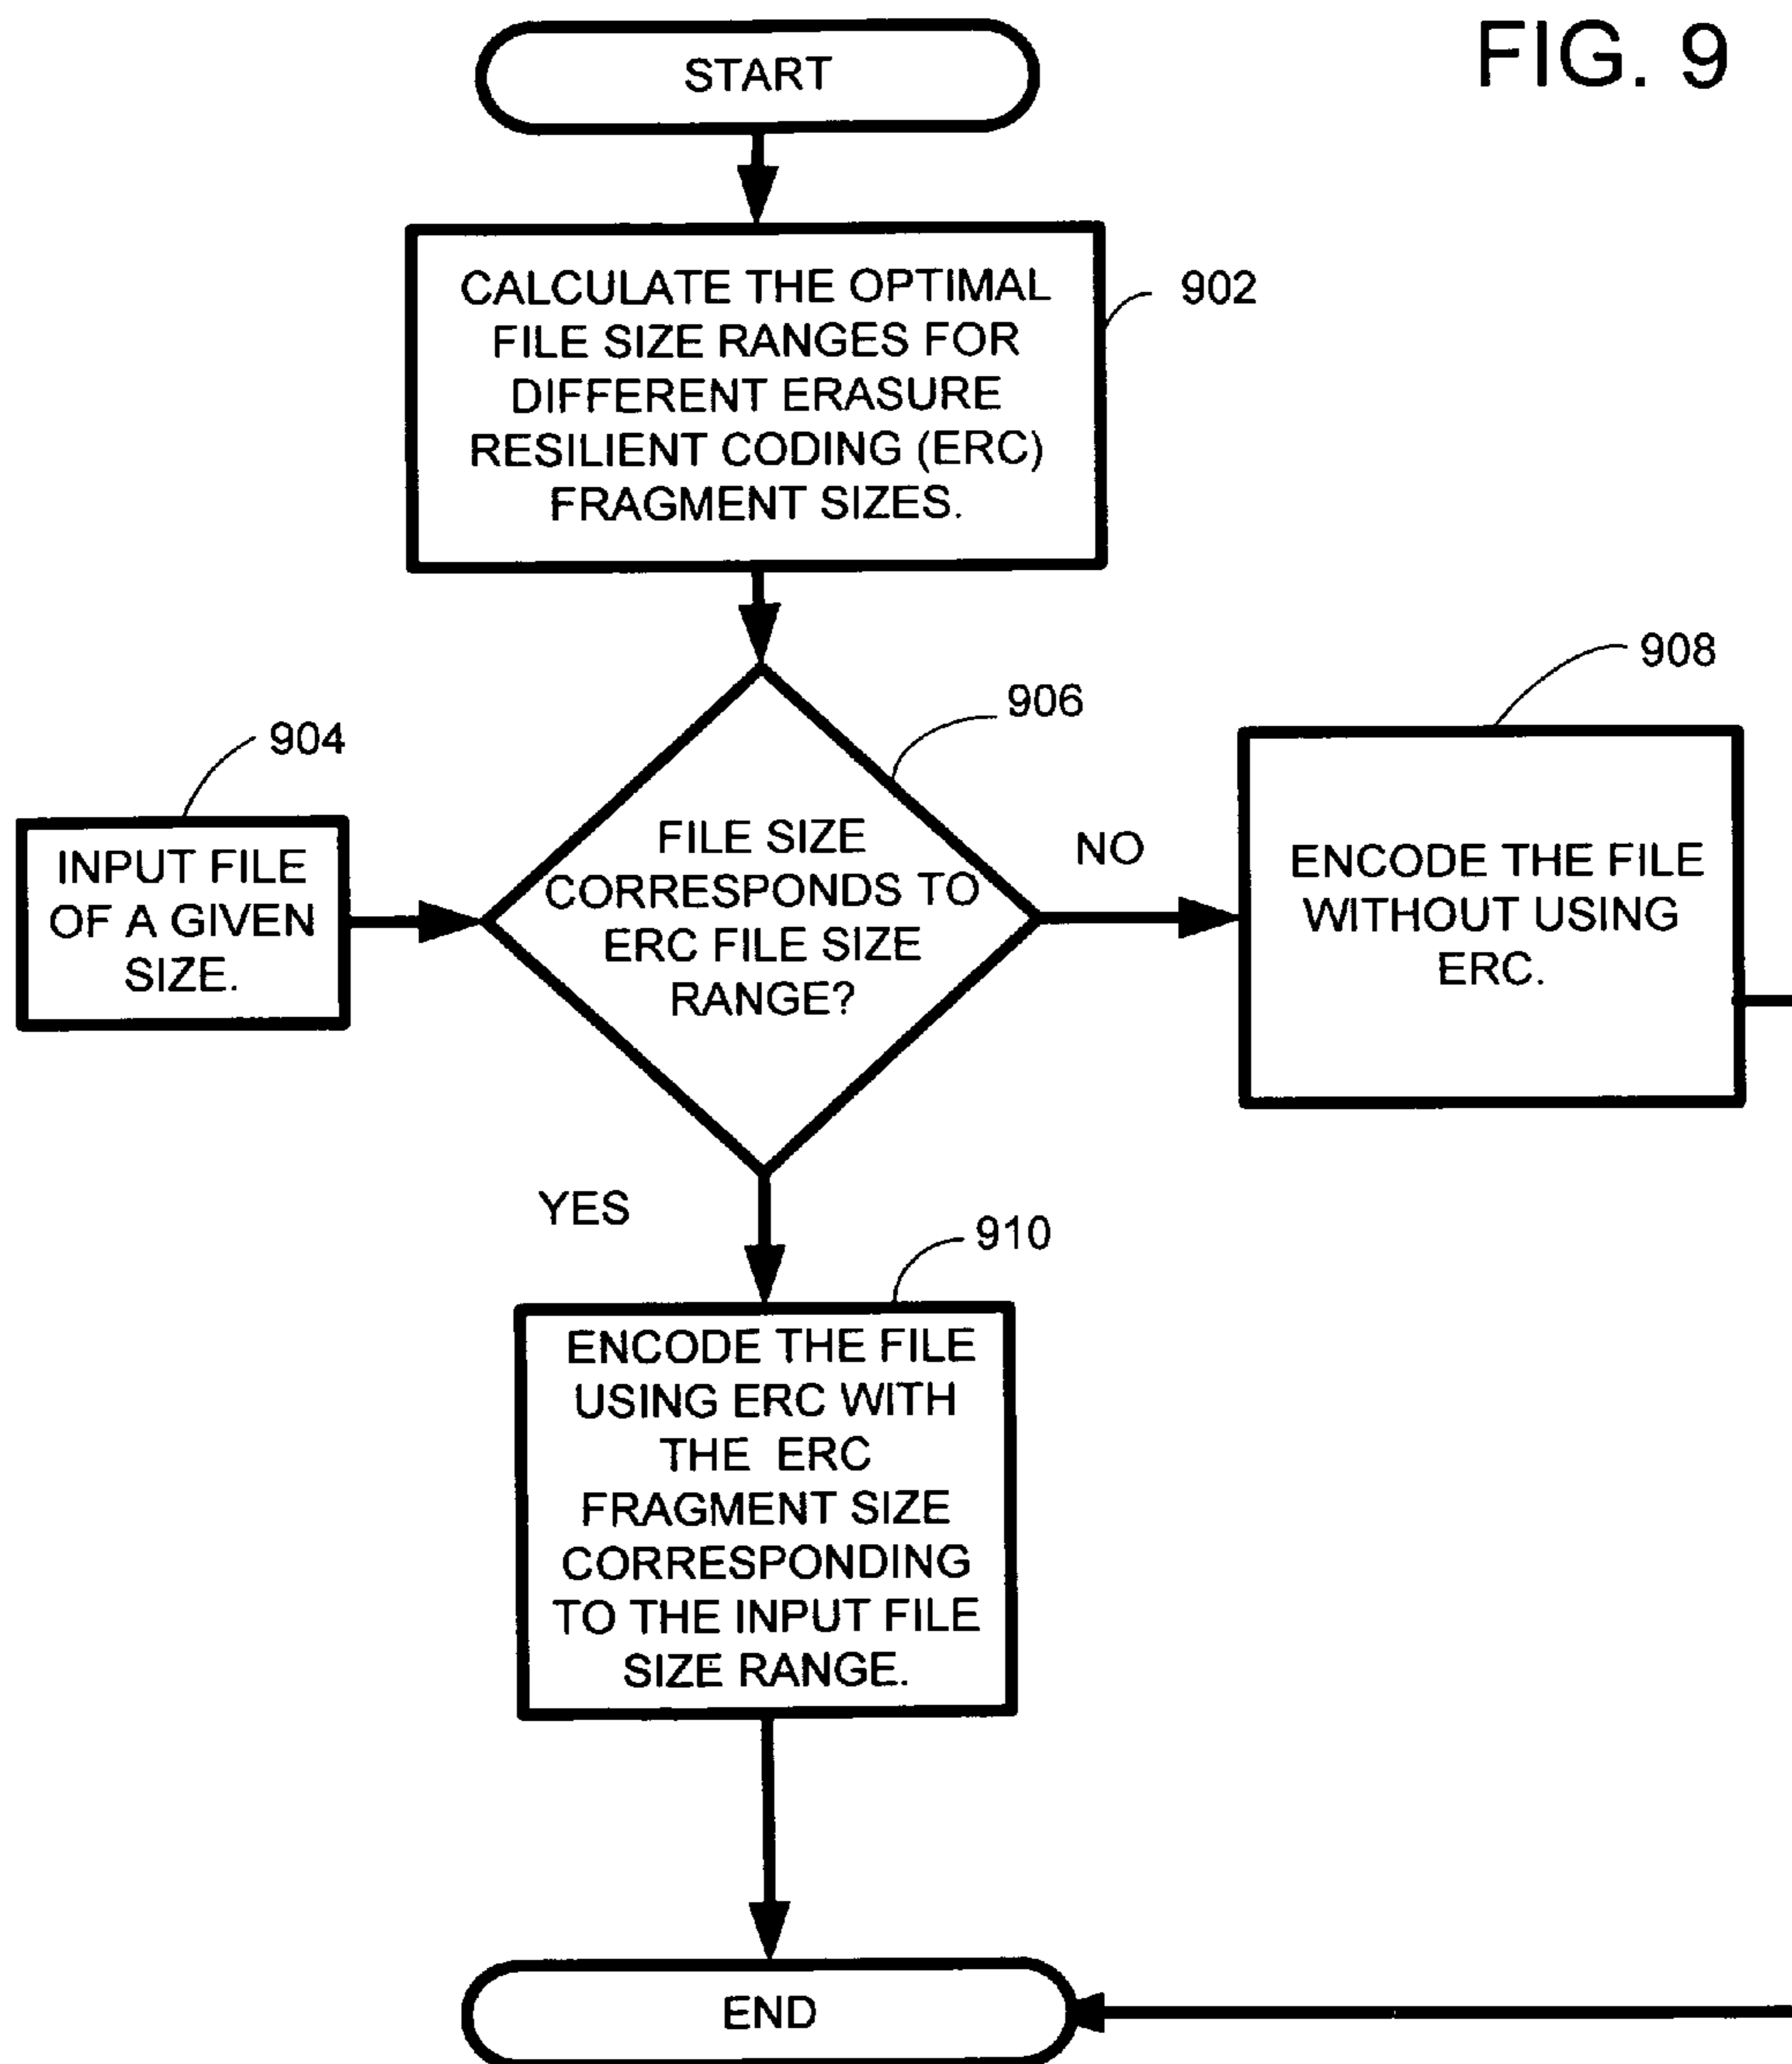 FIG. 9
START
CALCULATE THE OPTIMAL
FILE SIZE RANGES FOR
DIFFERENT ERASURE
RESILIENT CODING (ERC)
FRAGMENT SIZES.
902
904
INPUT FILE
OF A GIVEN
SIZE.
906
FILE SIZE
CORRESPONDS TO
ERC FILE SIZE
RANGE?
NO
908
ENCODE THE FILE
WITHOUT USING
ERC.
YES
910
ENCODE THE FILE
USING ERC WITH
THE ERC
FRAGMENT SIZE
CORRESPONDING
TO THE INPUT FILE
SIZE RANGE.
END